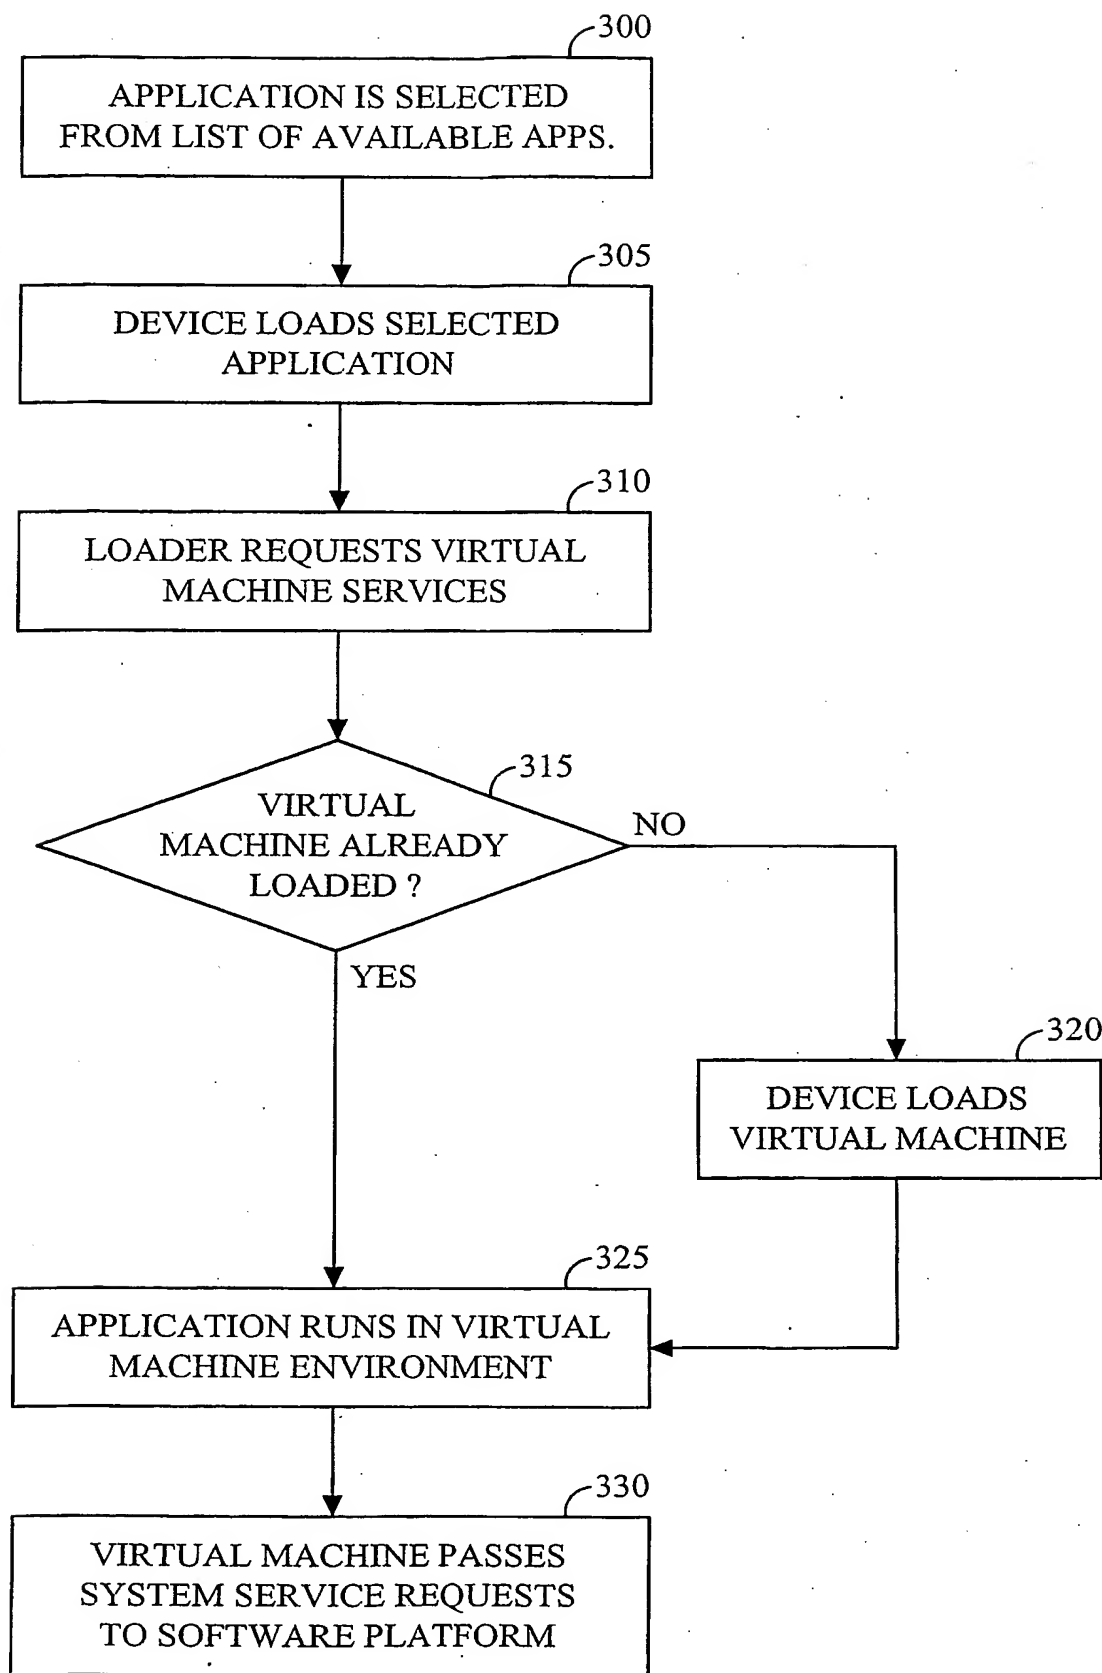 300
APPLICATION IS SELECTED
FROM LIST OF AVAILABLE APPS.
305
DEVICE LOADS SELECTED
APPLICATION
310
LOADER REQUESTS VIRTUAL
MACHINE SERVICES
315
VIRTUAL
MACHINE ALREADY
LOADED ?
NO
YES
320
DEVICE LOADS
VIRTUAL MACHINE
325
APPLICATION RUNS IN VIRTUAL
MACHINE ENVIRONMENT
330
VIRTUAL MACHINE PASSES
SYSTEM SERVICE REQUESTS
TO SOFTWARE PLATFORM